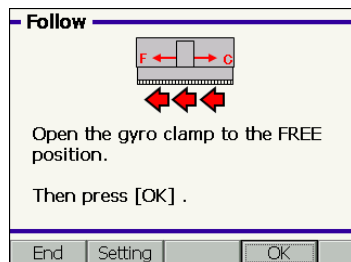 Follow
F C
Open the gyro clamp to the FREE
position.
Then press [OK] .
End Setting OK